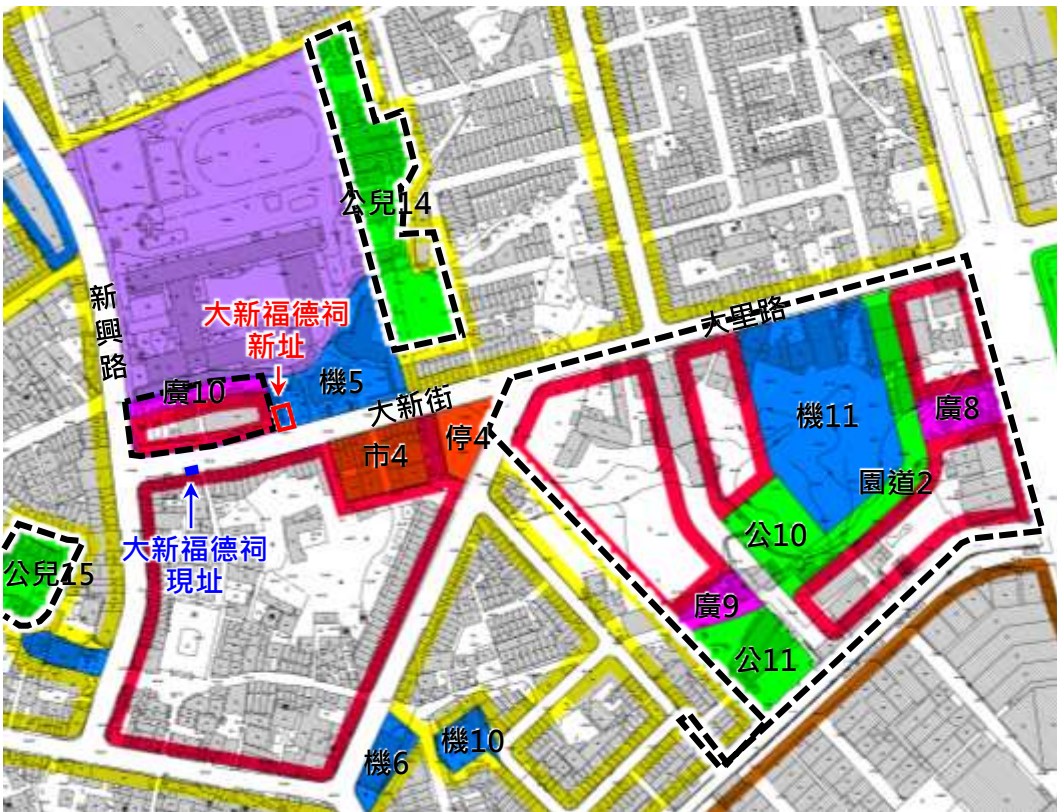 公兒14
新興路
大新福德祠
新址
大里路
機5
廣10
大新街
廣8
機11
停4
市4
園道2
公10
大新福德祠
現址
公兒15
廣9
公11
機10
機6